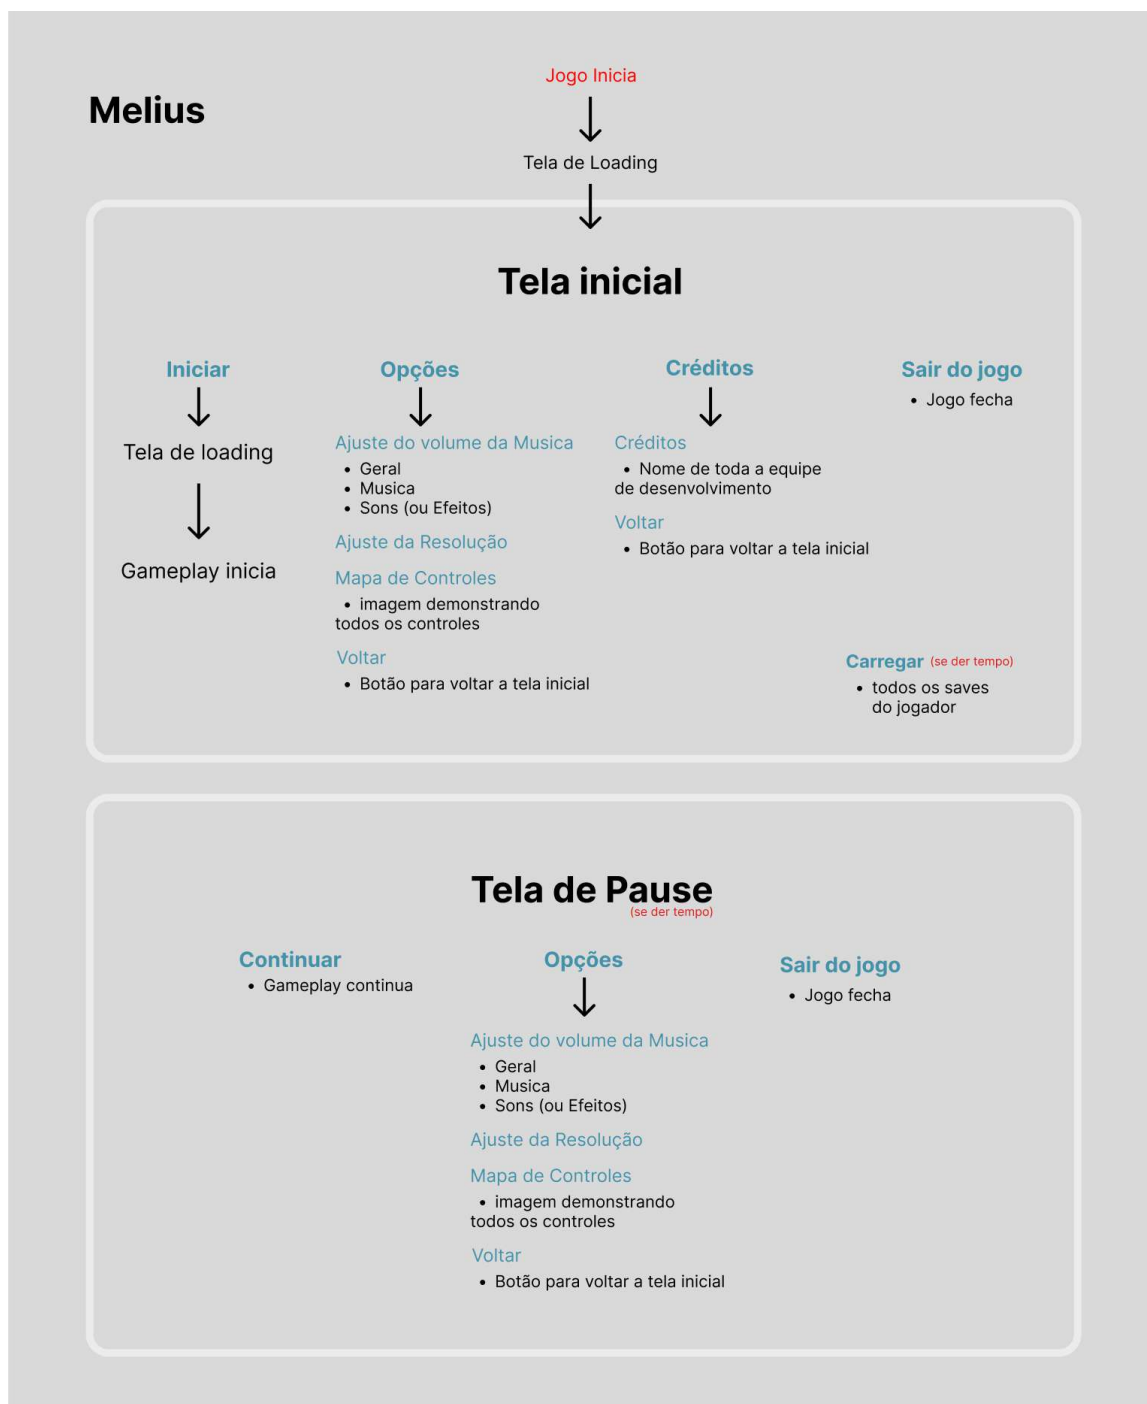 Melius
Jogo Inicia
Tela de Loading
Tela inicial
Iniciar
Tela de loading
Gameplay inicia
Opções
Ajuste do volume da Musica
• Geral
• Musica
• Sons (ou Efeitos)
Ajuste da Resolução
Mapa de Controles
• imagem demonstrando
todos os controles
Voltar
• Botão para voltar a tela inicial
Créditos
Créditos
• Nome de toda a equipe
de desenvolvimento
Voltar
• Botão para voltar a tela inicial
Sair do jogo
• Jogo fecha
Carregar (se der tempo)
• todos os saves
do jogador
Tela de Pause
(se der tempo)
Continuar
• Gameplay continua
Opções
Ajuste do volume da Musica
• Geral
• Musica
• Sons (ou Efeitos)
Ajuste da Resolução
Mapa de Controles
• imagem demonstrando
todos os controles
Voltar
• Botão para voltar a tela inicial
Sair do jogo
• Jogo fecha